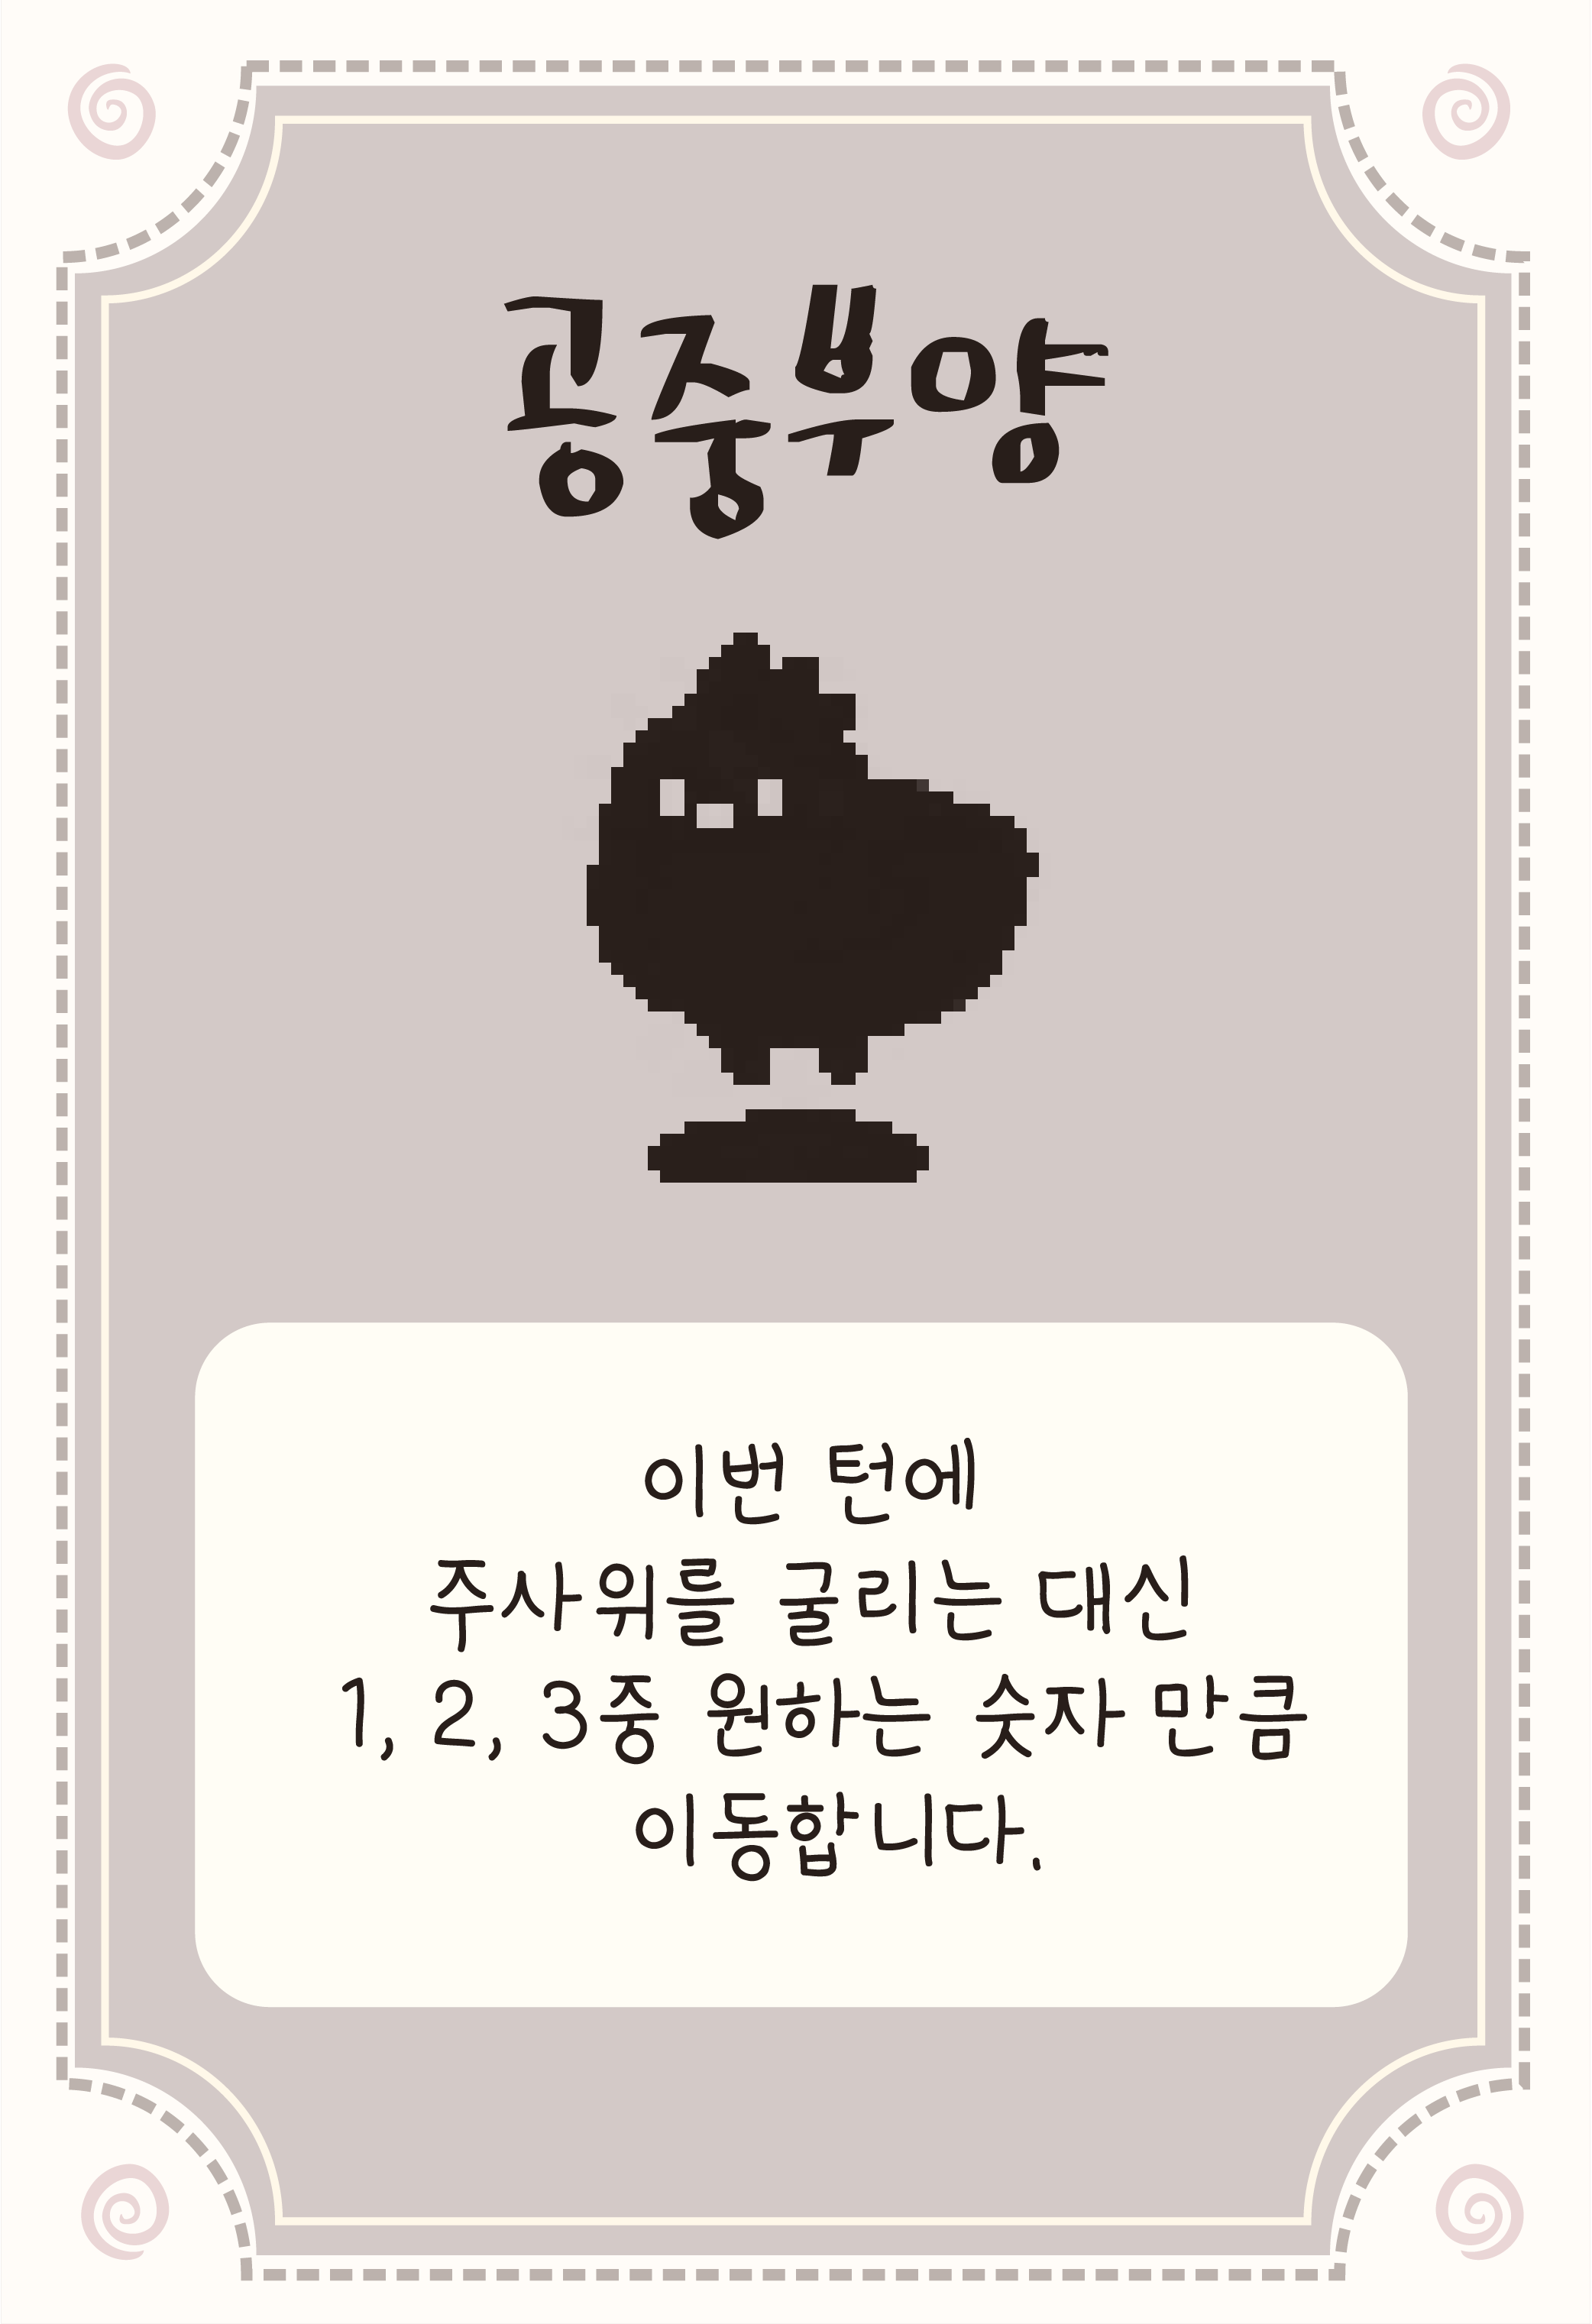 공중부양
이번 턴에
주사위를 굴리는 대신
1, 2, 3중 원하는 숫자 만큼
이동합니다.